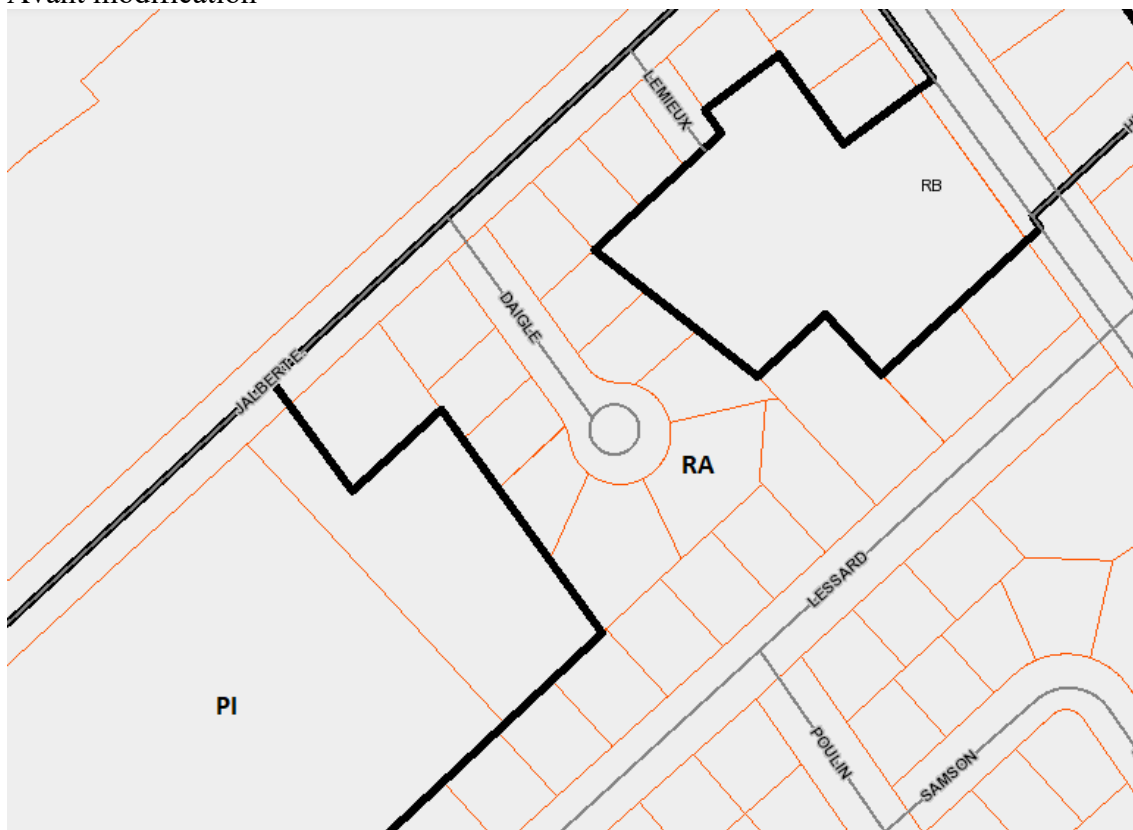 Avant modification
LEMIEUX
RB
DAIGLE
JALBERT E.
RA
LESSARD
PI
POULIN
SAMSON